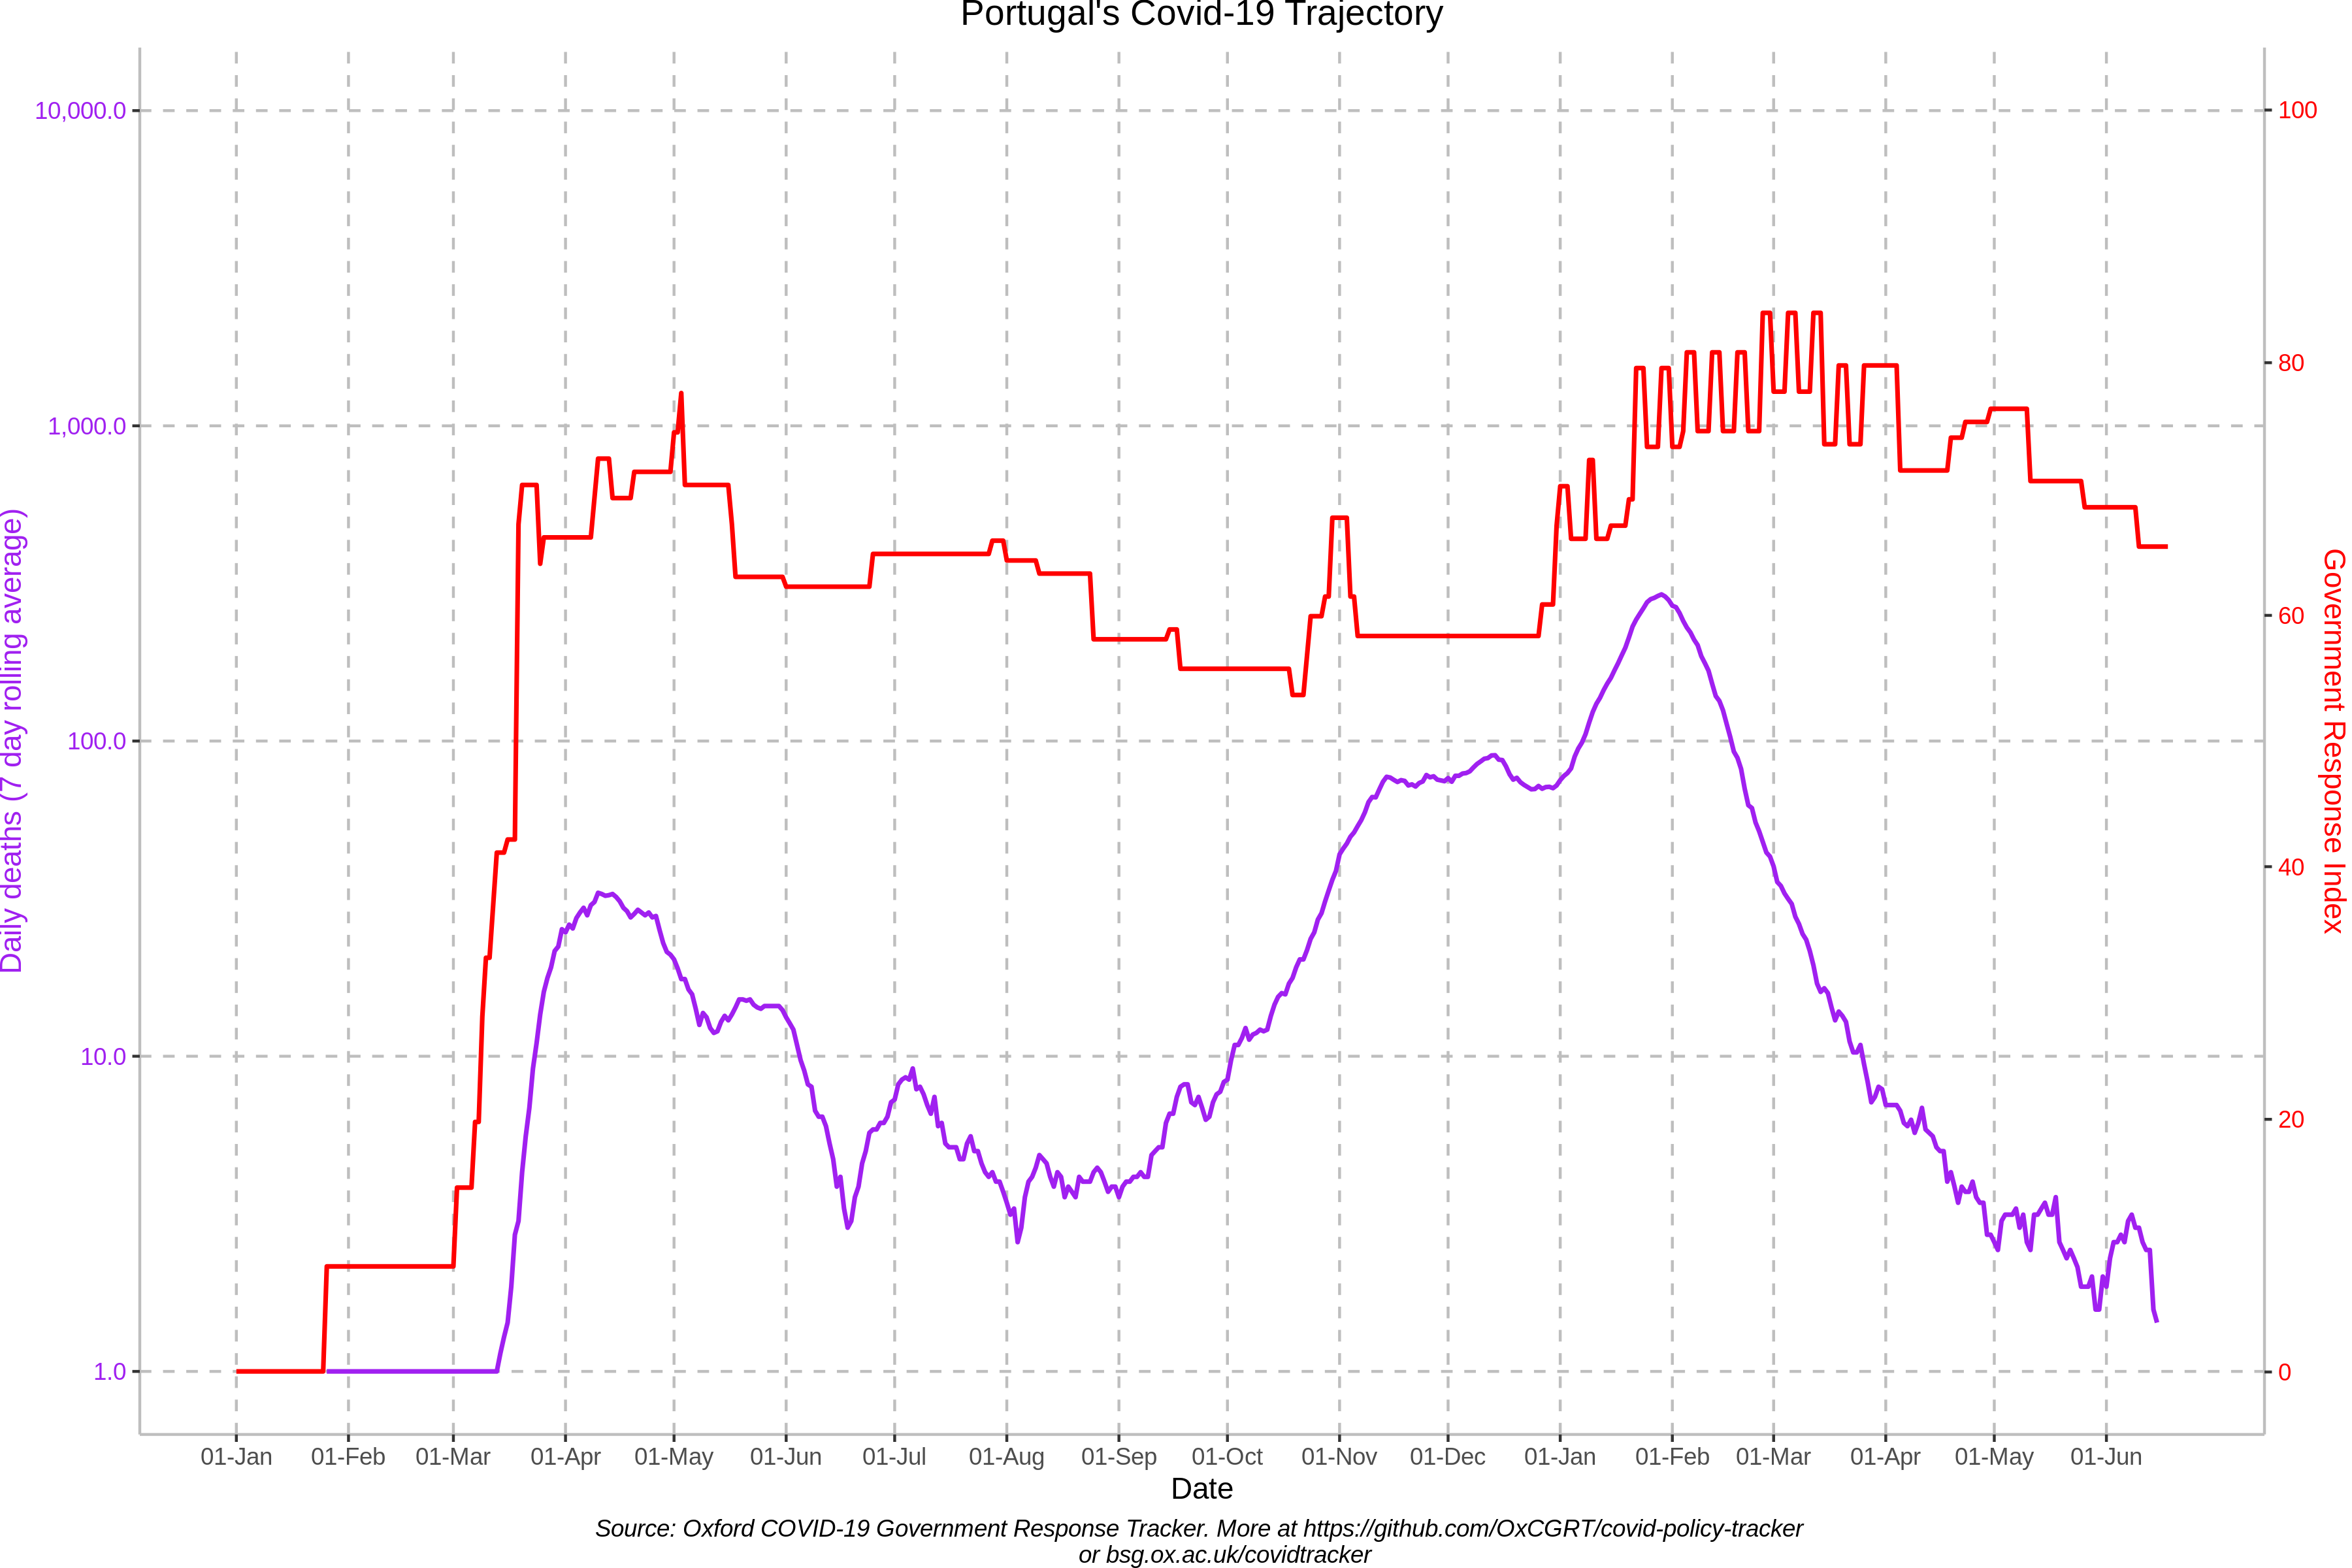 Portugal's Covid-19 Trajectory
10,000.0
1,000.0
100.0
10.0
1.0
Daily deaths (7 day rolling average)
100
80
60
40
20
0
Government Response Index
01-Jan 01-Feb 01-Mar 01-Apr 01-May 01-Jun 01-Jul 01-Aug 01-Sep 01-Oct 01-Nov 01-Dec 01-Jan 01-Feb 01-Mar 01-Apr 01-May 01-Jun
Date
Source: Oxford COVID-19 Government Response Tracker. More at https://github.com/OxCGRT/covid-policy-tracker
or bsg.ox.ac.uk/covidtracker